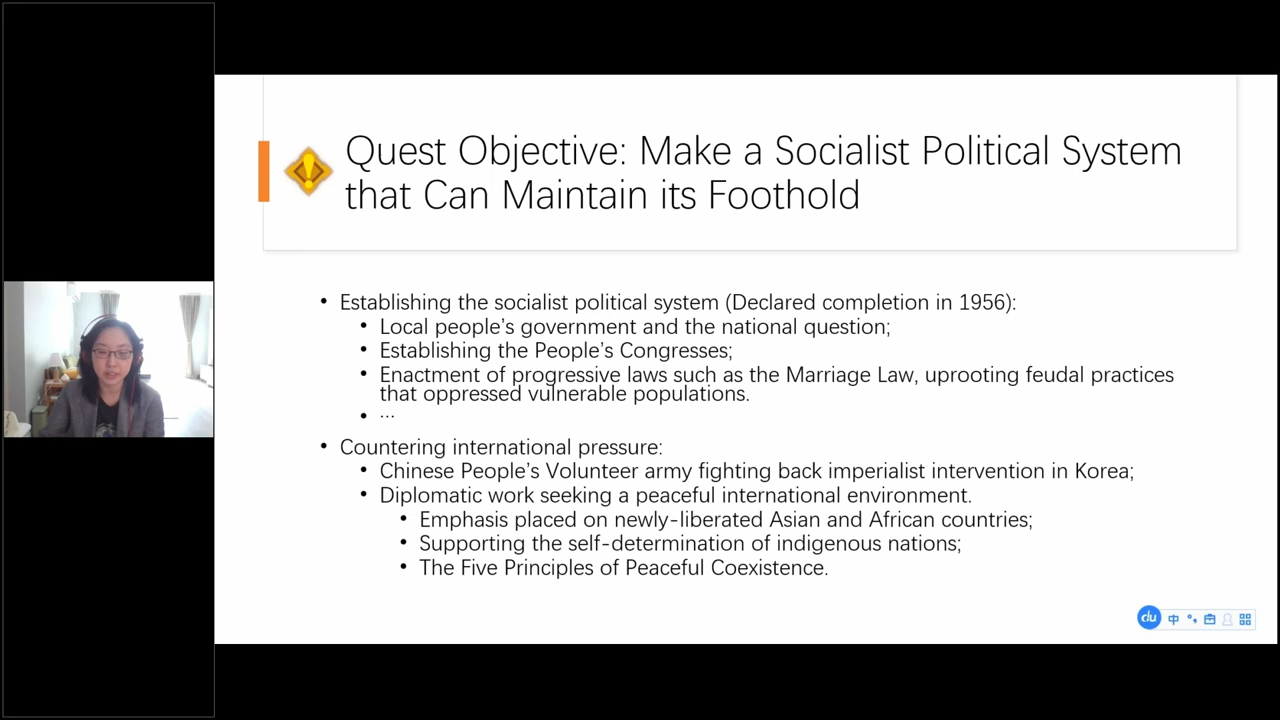 Quest Objective: Make a Socialist Political System
that Can Maintain its Foothold
• Establishing the socialist political system (Declared completion in 1956):
• Local people's government and the national question;
• Establishing the People's Congresses;
• Enactment of progressive laws such as the Marriage Law, uprooting feudal practices
that oppressed vulnerable populations.
• ...
• Countering international pressure:
• Chinese People's Volunteer army fighting back imperialist intervention in Korea;
• Diplomatic work seeking a peaceful international environment.
• Emphasis placed on newly-liberated Asian and African countries;
• Supporting the self-determination of indigenous nations;
• The Five Principles of Peaceful Coexistence.
du 中